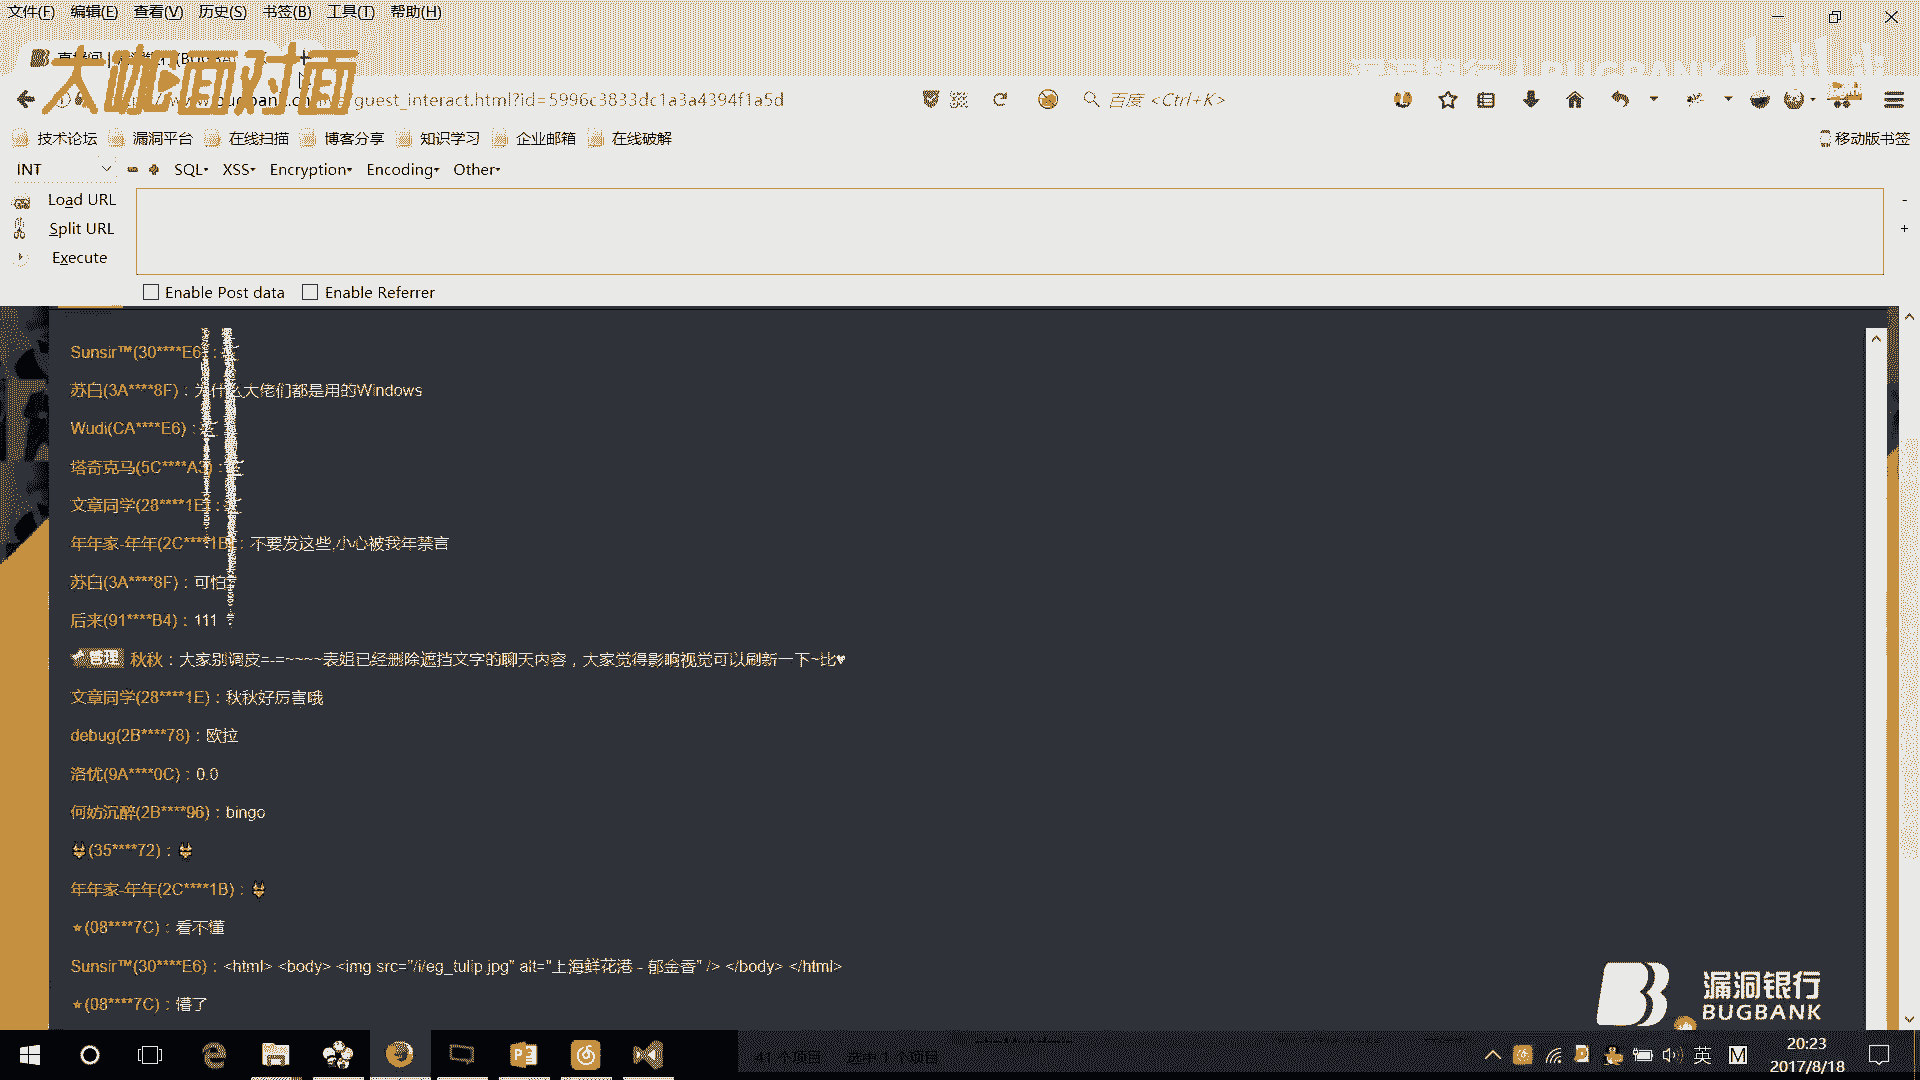 文件(F) 编辑(E) 查看(V) 历史(S) 书签(B) 工具(T) 帮助(H)
大咖面对面
guest_interact.html?id=5996c3833dc1a3a4394f1a5d
百度 <Ctrl+K>
技术论坛 漏洞平台 在线扫描 博客分享 知识学习 企业邮箱 在线破解 移动版书签
INT SQL XSS Encryption Encoding Other
Load URL
Split URL
Execute
Enable Post data Enable Referrer
Sunsir™(30****E6) :
苏白(3A****8F) : 为什么大佬们都是用的Windows
Wudi(CA****E6) :
塔奇克马(5C****A3) :
文章同学(28****1E) :
年年家-年年(2C****1B) : 不要发这些,小心被我年禁言
苏白(3A****8F) : 可怕
后来(91****B4) : 111
管理 秋秋 : 大家别调皮=-=~~~~表姐已经删除遮挡文字的聊天内容，大家觉得影响视觉可以刷新一下~比♥
文章同学(28****1E) : 秋秋好厉害哦
debug(2B****78) : 欧拉
洛忧(9A****0C) : 0.0
何妨沉醉(2B****96) : bingo
(35****72) :
年年家-年年(2C****1B) :
★(08****7C) : 看不懂
Sunsir™(30****E6) : <html> <body> <img src="/i/eg_tulip.jpg" alt="上海鲜花港 - 郁金香" /> </body> </html>
★(08****7C) : 懂了
漏洞银行
BUGBANK
41 个项目 选中 1 个项目
英 M
20:23
2017/8/18